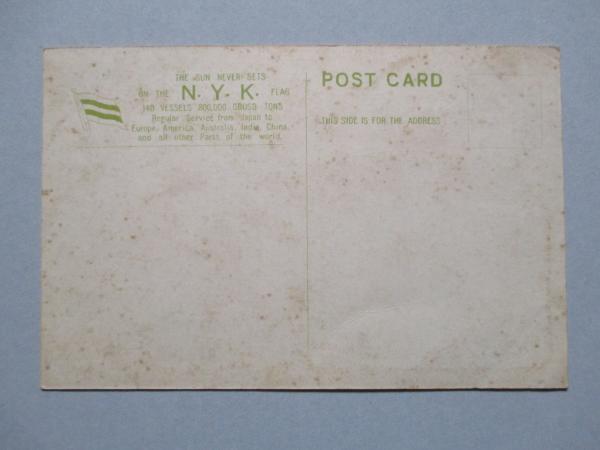 THE SUN NEVER SETS
ON THE N. Y. K. FLAG
140 VESSELS 800,000 GROSS TONS
Regular Service from Japan to
Europe, America, Australia, India, China
and all other Parts of the world.
POST CARD
THIS SIDE IS FOR THE ADDRESS